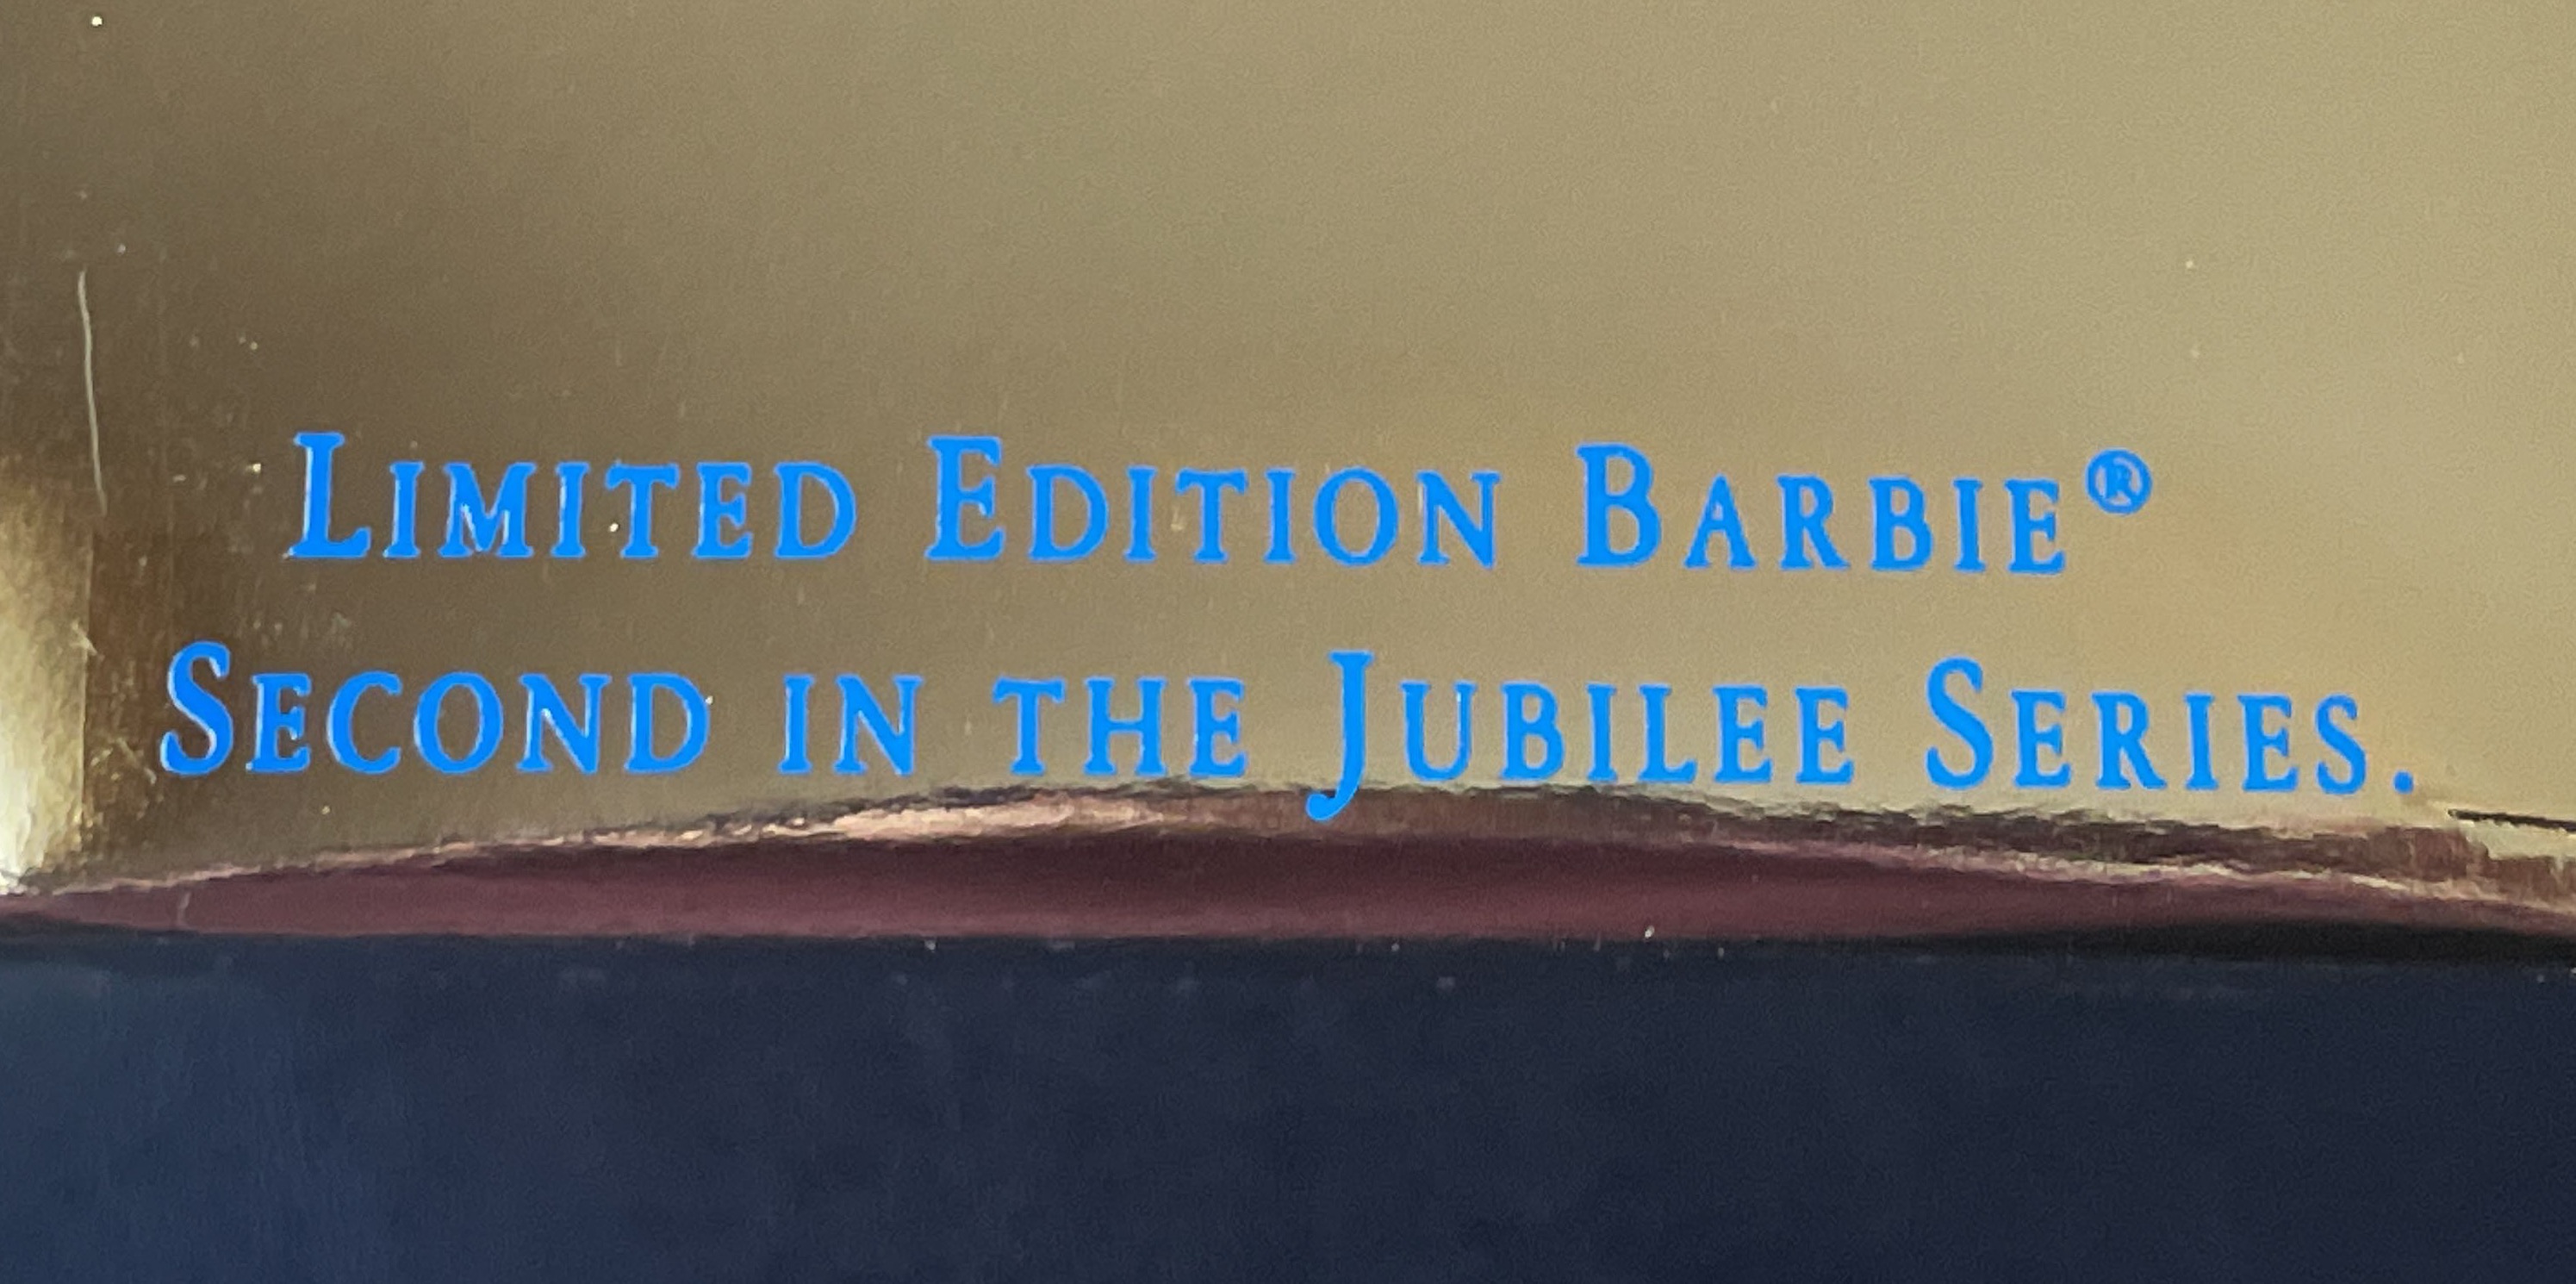 LIMITED EDITION BARBIE®
SECOND IN THE JUBILEE SERIES.